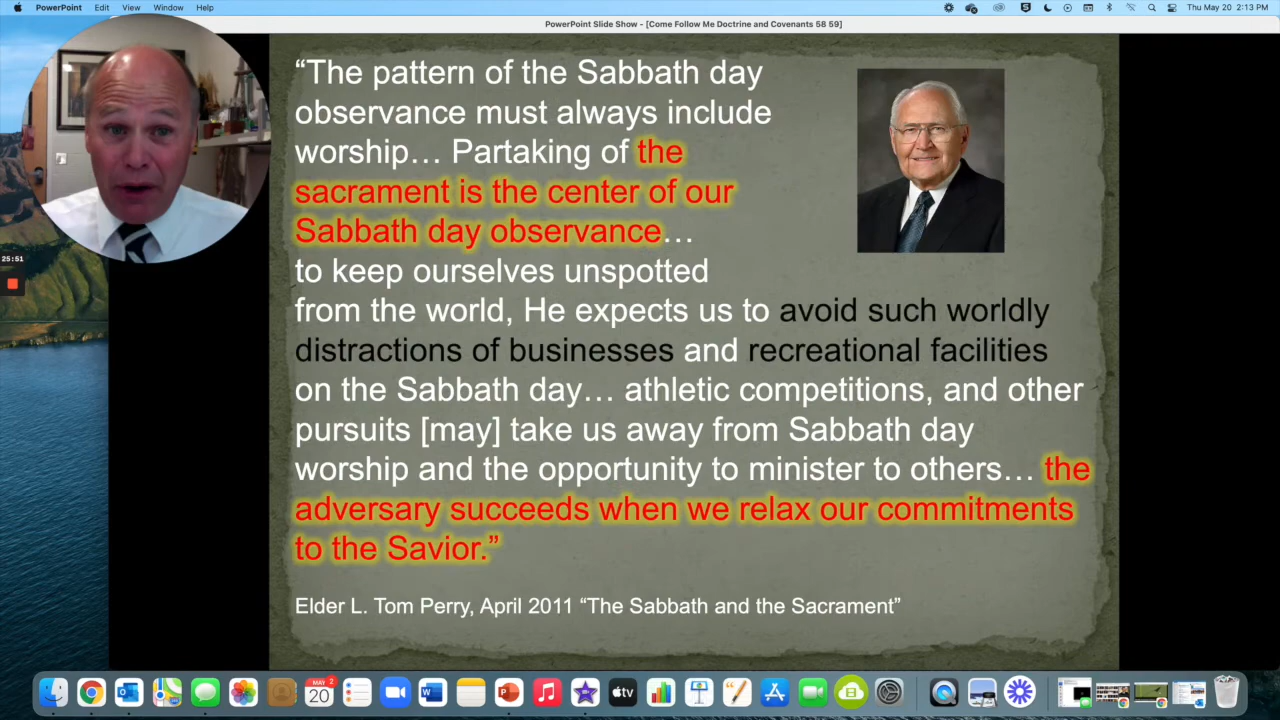 PowerPoint Edit View Window Help
Thu May 20 2:13 PM
PowerPoint Slide Show - [Come Follow Me Doctrine and Covenants 58 59]
“The pattern of the Sabbath day
observance must always include
worship… Partaking of the
sacrament is the center of our
Sabbath day observance…
to keep ourselves unspotted
from the world, He expects us to avoid such worldly
distractions of businesses and recreational facilities
on the Sabbath day… athletic competitions, and other
pursuits [may] take us away from Sabbath day
worship and the opportunity to minister to others… the
adversary succeeds when we relax our commitments
to the Savior.”
Elder L. Tom Perry, April 2011 “The Sabbath and the Sacrament”
25:51
MAY
20
2
tv